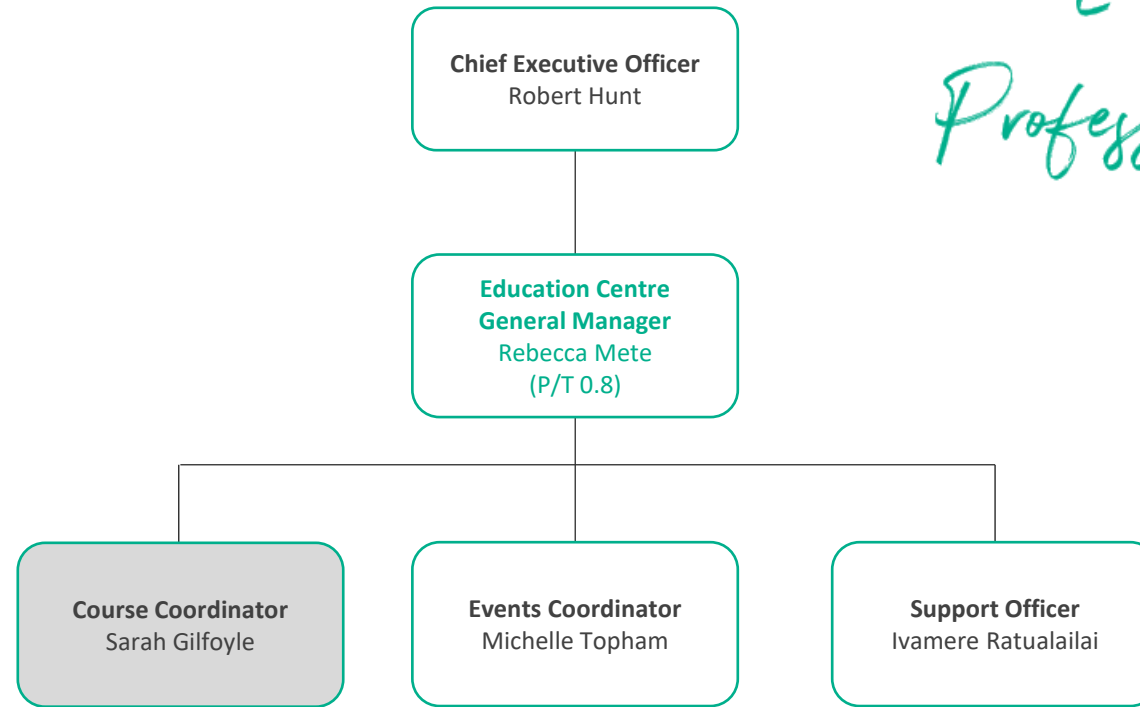 Chief Executive Officer
Robert Hunt
Education Centre
General Manager
Rebecca Mete
(P/T 0.8)
Course Coordinator
Sarah Gilfoyle
Events Coordinator
Michelle Topham
Support Officer
Ivamere Ratualailai